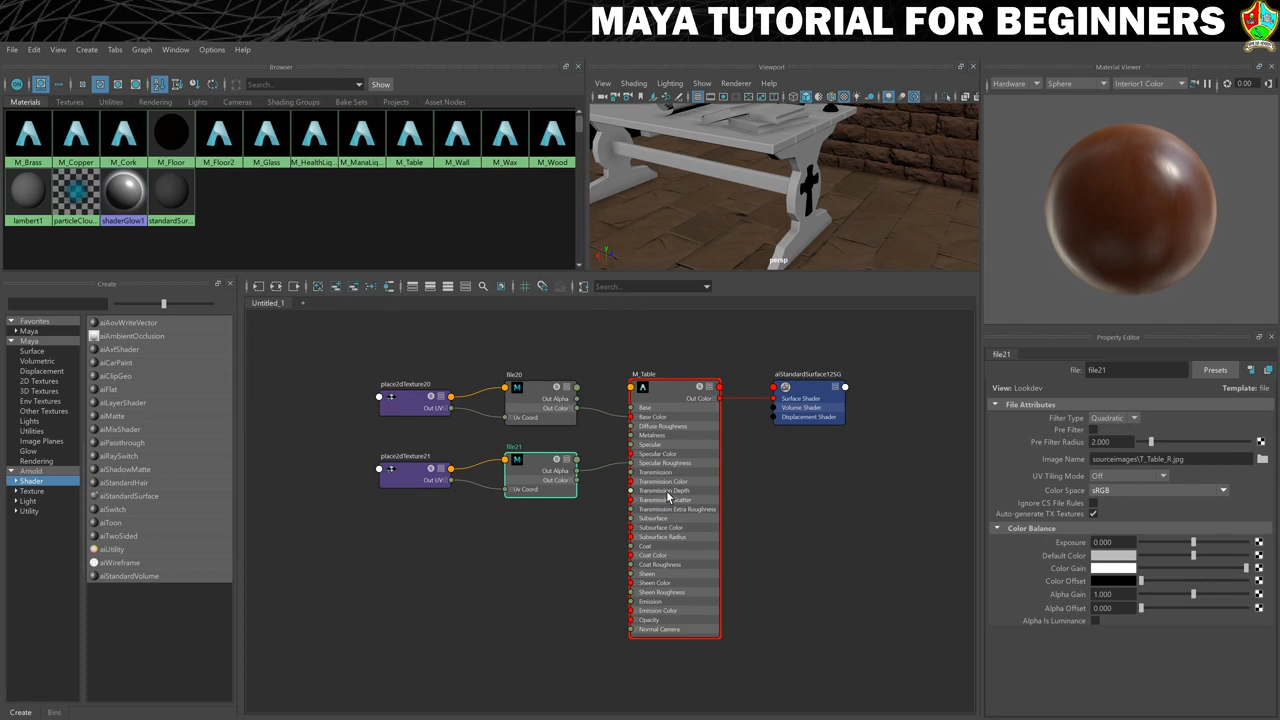 MAYA TUTORIAL FOR BEGINNERS
File Edit View Create Tabs Graph Window Options Help
Browser
Viewport
Material Viewer
Search...
Show
View Shading Lighting Show Renderer Help
Hardware Sphere Interior1 Color 0.00
ON
Materials Textures Utilities Rendering Lights Cameras Shading Groups Bake Sets Projects Asset Nodes
M_Brass M_Copper M_Cork M_Floor M_Floor2 M_Glass M_HealthLiq... M_ManaLiq... M_Table M_Wall M_Wax M_Wood
lambert1 particleClou... shaderGlow1 standardSur...
persp
Create
Search...
Untitled_1 +
Favorites
Maya
Maya
Surface
Volumetric
Displacement
2D Textures
3D Textures
Env Textures
Other Textures
Lights
Utilities
Image Planes
Glow
Rendering
Arnold
Shader
Texture
Light
Utility
aiAovWriteVector
aiAmbientOcclusion
aiAxfShader
aiCarPaint
aiClipGeo
aiFlat
aiLayerShader
aiMatte
aiMixShader
aiPassthrough
aiRaySwitch
aiShadowMatte
aiStandardHair
aiStandardSurface
aiSwitch
aiToon
aiTwoSided
aiUtility
aiWireframe
aiStandardVolume
Create Bins
place2dTexture20
Out UV
file20
Out Alpha
Out Color
Uv Coord
place2dTexture21
Out UV
file21
Out Alpha
Out Color
Uv Coord
M_Table
Out Color
Base
Base Color
Diffuse Roughness
Metalness
Specular
Specular Color
Specular Roughness
Transmission
Transmission Color
Transmission Depth
Transmission Scatter
Transmission Extra Roughness
Subsurface
Subsurface Color
Subsurface Radius
Coat
Coat Color
Coat Roughness
Sheen
Sheen Color
Sheen Roughness
Emission
Emission Color
Opacity
Normal Camera
aiStandardSurface12SG
Surface Shader
Volume Shader
Displacement Shader
Property Editor
file21
file: file21 Presets
View: Lookdev Template: file
File Attributes
Filter Type Quadratic
Pre Filter
Pre Filter Radius 2.000
Image Name sourceimages\T_Table_R.jpg
UV Tiling Mode Off
Color Space sRGB
Ignore CS File Rules
Auto-generate TX Textures
Color Balance
Exposure 0.000
Default Color
Color Gain
Color Offset
Alpha Gain 1.000
Alpha Offset 0.000
Alpha Is Luminance